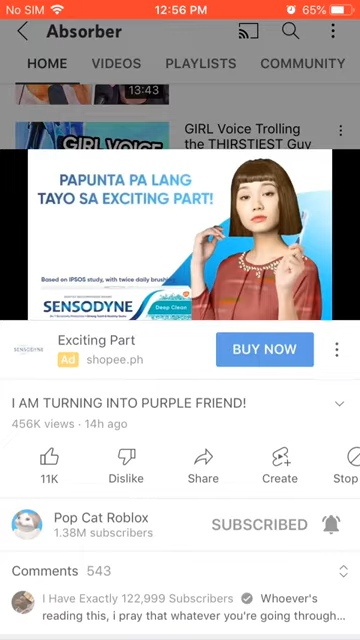 No SIM 12:56 PM 65%
Absorber
HOME VIDEOS PLAYLISTS COMMUNITY
13:43
GIRL Voice Trolling
the THIRSTIEST Guy
GIRL VOICE
PAPUNTA PA LANG
TAYO SA EXCITING PART!
Based on IPSOS study, with twice daily brushing
SENSODYNE
Deep Clean
SENSODYNE
Exciting Part
Ad shopee.ph
BUY NOW
I AM TURNING INTO PURPLE FRIEND!
456K views · 14h ago
11K Dislike Share Create Stop
Pop Cat Roblox
1.38M subscribers
SUBSCRIBED
Comments 543
I Have Exactly 122,999 Subscribers Whoever's
reading this, i pray that whatever you're going through...